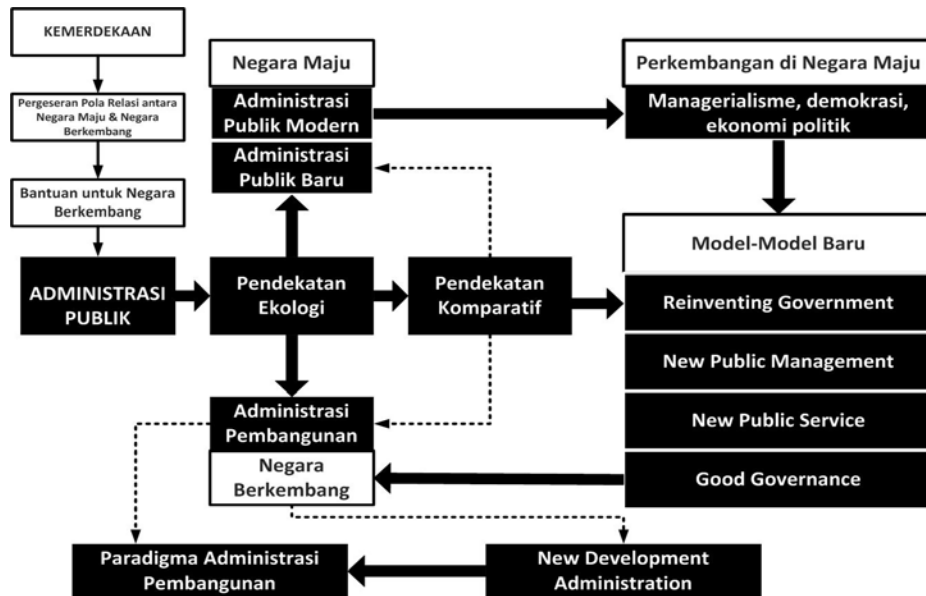 KEMERDEKAAN
Pergeseran Pola Relasi antara
Negara Maju & Negara
Berkembang
Bantuan untuk Negara
Berkembang
ADMINISTRASI
PUBLIK
Negara Maju
Administrasi
Publik Modern
Administrasi
Publik Baru
Pendekatan
Ekologi
Administrasi
Pembangunan
Negara
Berkembang
Pendekatan
Komparatif
Perkembangan di Negara Maju
Managerialisme, demokrasi,
ekonomi politik
Model-Model Baru
Reinventing Government
New Public Management
New Public Service
Good Governance
Paradigma Administrasi
Pembangunan
New Development
Administration